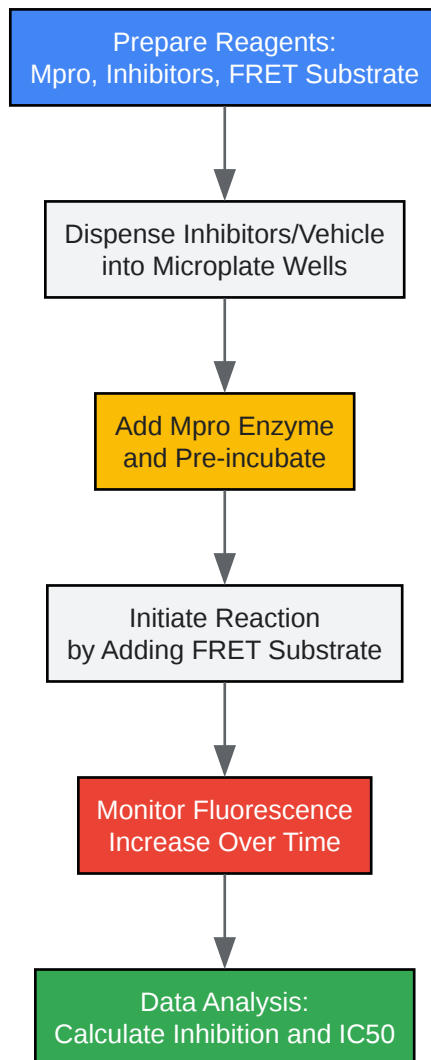 Prepare Reagents:
Mpro, Inhibitors, FRET Substrate
Dispense Inhibitors/Vehicle
into Microplate Wells
Add Mpro Enzyme
and Pre-incubate
Initiate Reaction
by Adding FRET Substrate
Monitor Fluorescence
Increase Over Time
Data Analysis:
Calculate Inhibition and IC50